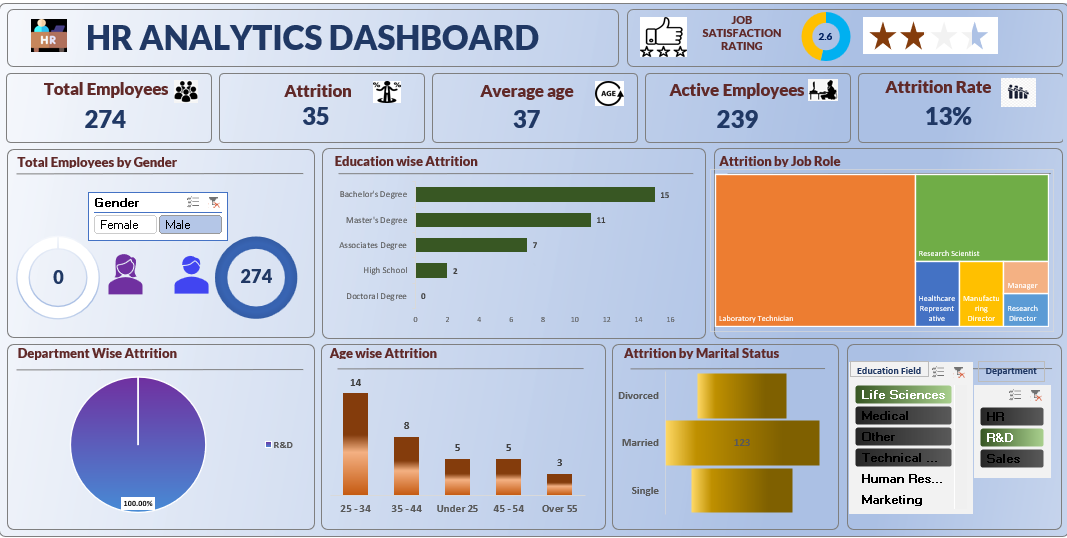 HR
HR ANALYTICS DASHBOARD
JOB
SATISFACTION
RATING
2.6
Total Employees
274
Attrition
35
Average age
AGE
37
Active Employees
239
Attrition Rate
13%
Total Employees by Gender
Gender
Female
Male
0
274
Education wise Attrition
Bachelor's Degree
15
Master's Degree
11
Associates Degree
7
High School
2
Doctoral Degree
0
0 2 4 6 8 10 12 14 16
Attrition by Job Role
Laboratory Technician
Research Scientist
Healthcare
Represent
ative
Manufactu
ring
Director
Manager
Research
Director
Department Wise Attrition
R&D
100.00%
Age wise Attrition
14
8
5
5
3
25 - 34
35 - 44
Under 25
45 - 54
Over 55
Attrition by Marital Status
Divorced
Married
123
Single
Education Field
Life Sciences
Medical
Other
Technical ...
Human Res...
Marketing
Department
HR
R&D
Sales